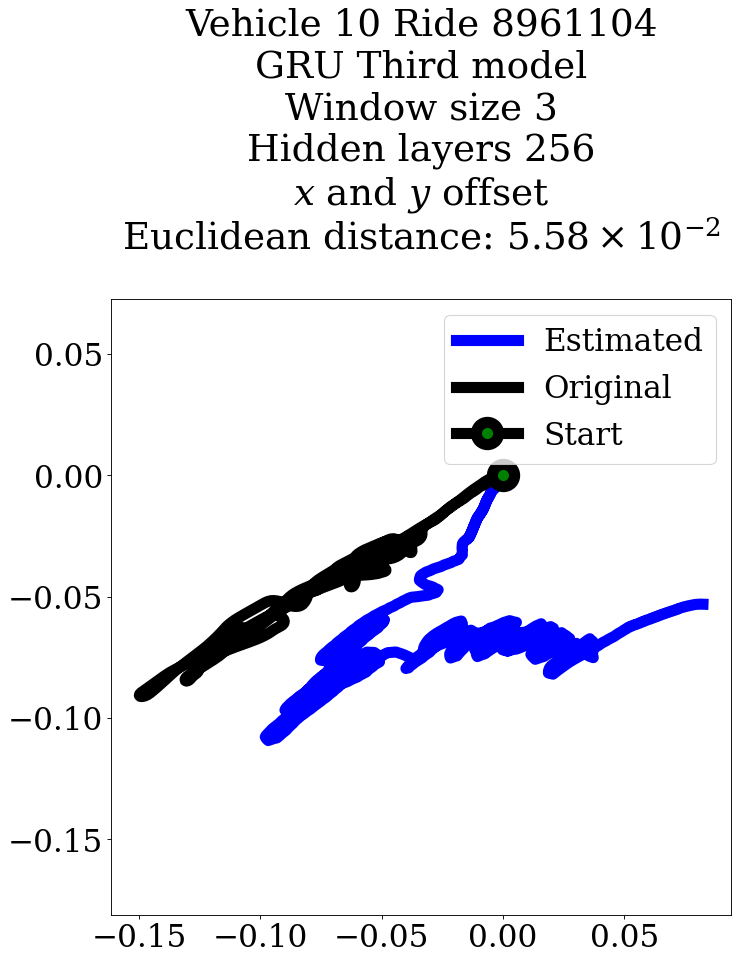 Vehicle 10 Ride 8961104
GRU Third model
Window size 3
Hidden layers 256
x and y offset
Euclidean distance: 5.58 × 10⁻²
Estimated
Original
Start
0.05
0.00
−0.05
−0.10
−0.15
−0.15 −0.10 −0.05 0.00 0.05